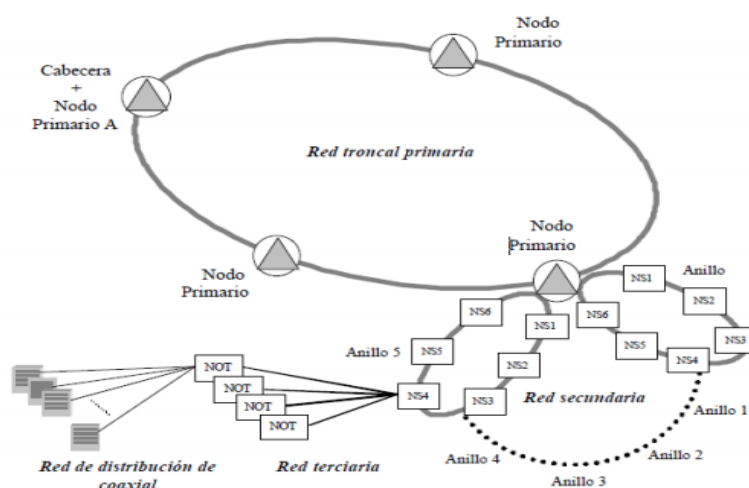 Nodo
Primario
Cabecera
+
Nodo
Primario A
Red troncal primaria
Nodo
Primario
Nodo
Primario
NS1
Anillo
NS2
NS3
NS4
NS5
NS6
NS6
NS1
Anillo 5
NS5
NS2
NS4
NS3
Red secundaria
NOT
NOT
NOT
NOT
Anillo 1
Anillo 2
Anillo 3
Anillo 4
Red de distribución de
coaxial
Red terciaria